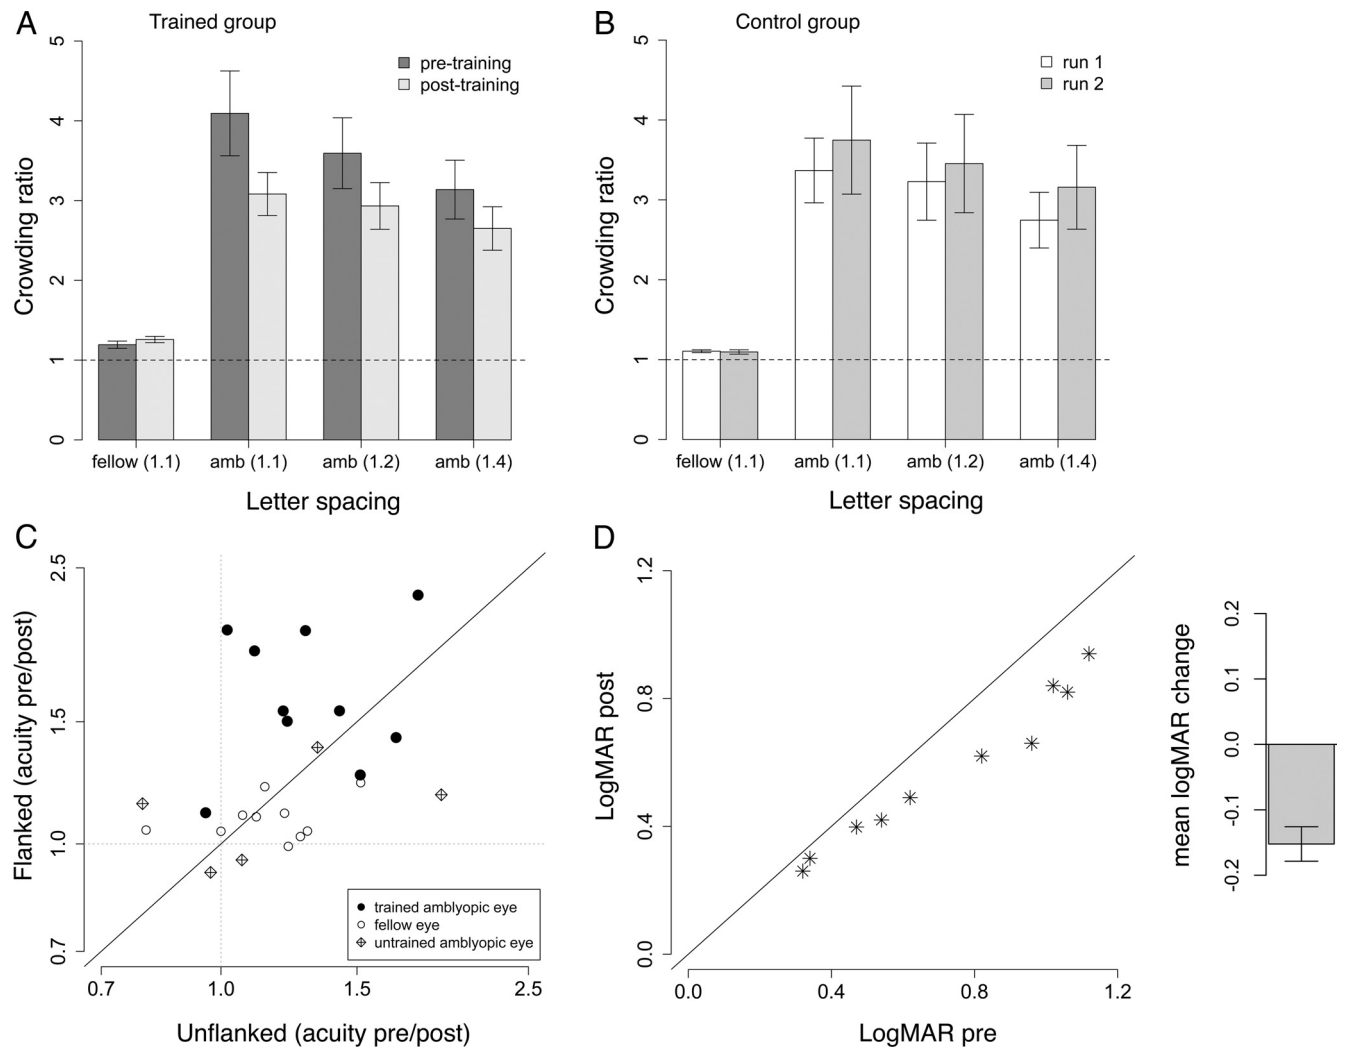 A
Trained group
pre-training
post-training
5
4
3
2
1
0
Crowding ratio
fellow (1.1)
amb (1.1)
amb (1.2)
amb (1.4)
Letter spacing
B
Control group
run 1
run 2
5
4
3
2
1
0
Crowding ratio
fellow (1.1)
amb (1.1)
amb (1.2)
amb (1.4)
Letter spacing
C
2.5
1.5
1.0
0.7
Flanked (acuity pre/post)
trained amblyopic eye
fellow eye
untrained amblyopic eye
0.7
1.0
1.5
2.5
Unflanked (acuity pre/post)
D
1.2
0.8
0.4
0.0
LogMAR post
0.0
0.4
0.8
1.2
LogMAR pre
mean logMAR change
0.2
0.1
0.0
-0.1
-0.2